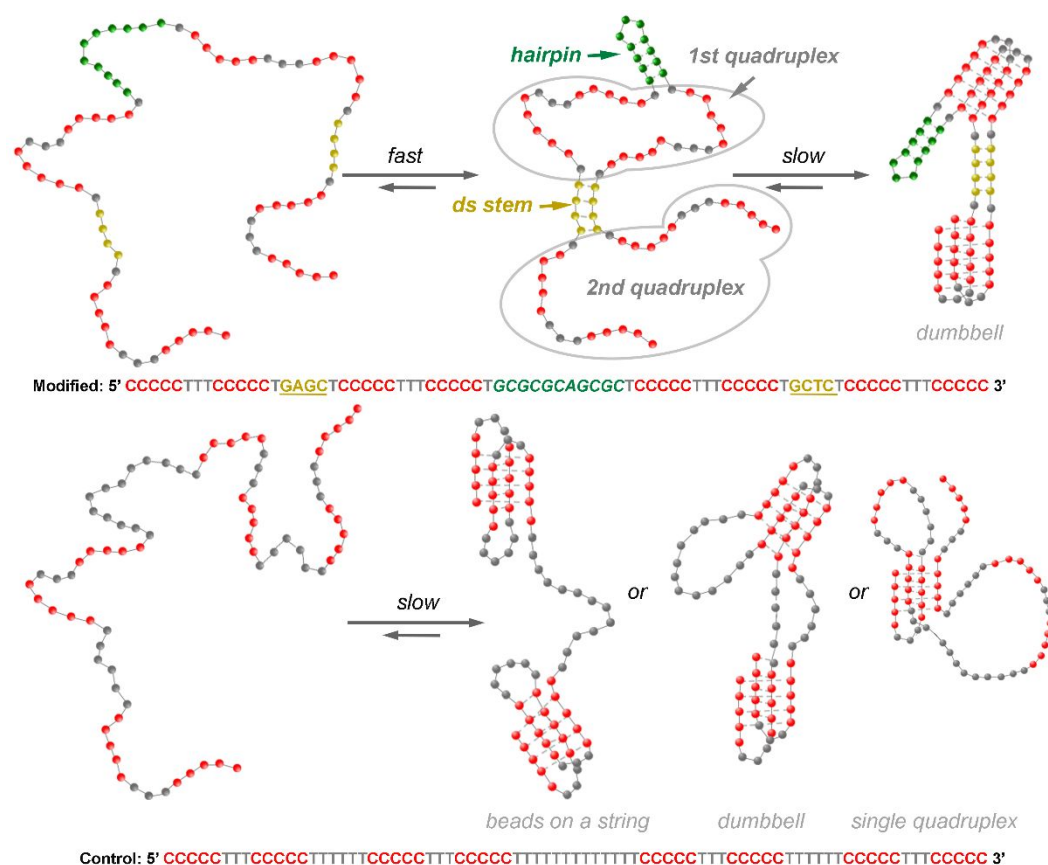 hairpin
1st quadruplex
fast
slow
ds stem
2nd quadruplex
dumbbell
Modified: 5' CCCCCTTTCCCCCTGAGCTCCCCCTTTCCCCCTGCGCGCAGCGCTCCCCCTTTCCCCCTGCTCTCCCCCTTTCCCCC 3'
slow
or
or
beads on a string
dumbbell
single quadruplex
Control: 5' CCCCCTTTCCCCCTTTTTTCCCCCTTTCCCCCTTTTTTTTTTTTTCCCCCTTTCCCCCTTTTTTCCCCCTTTCCCCC 3'